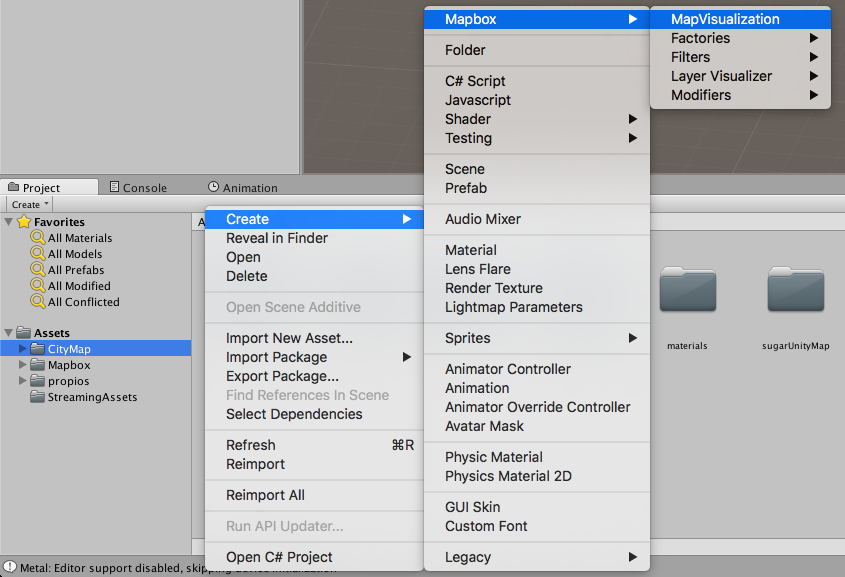 Project
Console
Animation
Create
Favorites
All Materials
All Models
All Prefabs
All Modified
All Conflicted
Assets
CityMap
Mapbox
propios
StreamingAssets
A
materials
sugarUnityMap
Create
Reveal in Finder
Open
Delete
Open Scene Additive
Import New Asset...
Import Package
Export Package...
Find References In Scene
Select Dependencies
Refresh ⌘R
Reimport
Reimport All
Run API Updater...
Open C# Project
Mapbox
Folder
C# Script
Javascript
Shader
Testing
Scene
Prefab
Audio Mixer
Material
Lens Flare
Render Texture
Lightmap Parameters
Sprites
Animator Controller
Animation
Animator Override Controller
Avatar Mask
Physic Material
Physics Material 2D
GUI Skin
Custom Font
Legacy
MapVisualization
Factories
Filters
Layer Visualizer
Modifiers
Metal: Editor support disabled, skipping device initialization